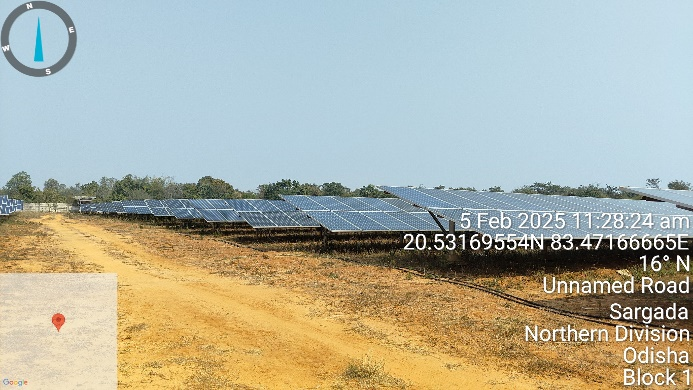 N
W
E
S
5 Feb 2025 11:28:24 am
20.53169554N 83.47166665E
16° N
Unnamed Road
Sargada
Northern Division
Odisha
Block 1
Google